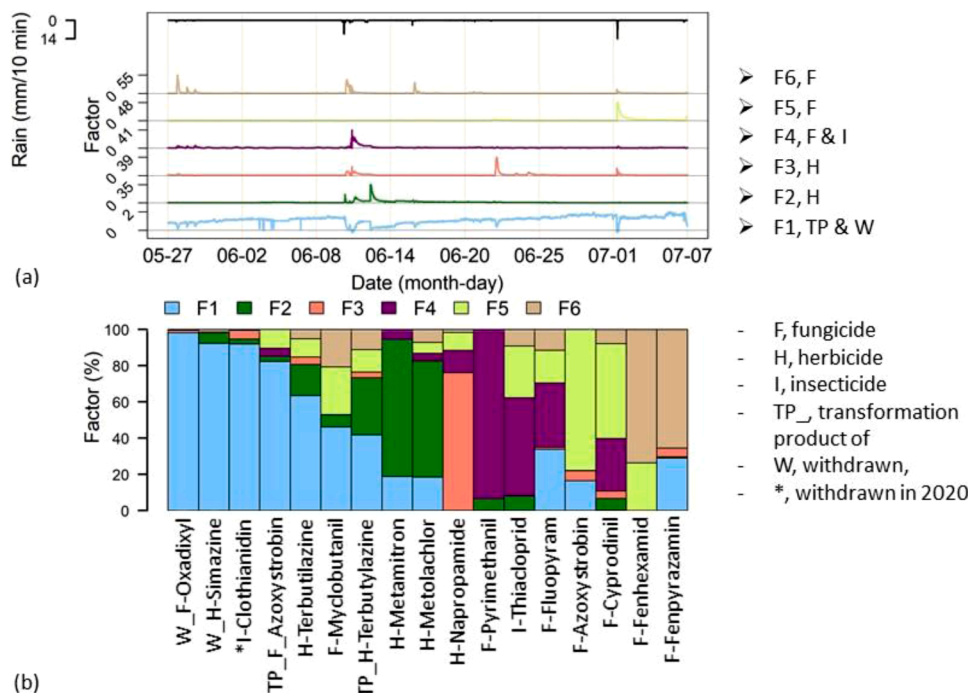 0
14
Rain (mm/10 min)
Factor
0 55
0 48
0 41
0 39
0 35
0 2
➢ F6, F
➢ F5, F
➢ F4, F & I
➢ F3, H
➢ F2, H
➢ F1, TP & W
05-27 06-02 06-08 06-14 06-20 06-25 07-01 07-07
Date (month-day)
(a)
F1 F2 F3 F4 F5 F6
Factor (%)
100
80
60
40
20
0
- F, fungicide
- H, herbicide
- I, insecticide
- TP_, transformation
product of
- W, withdrawn,
- *, withdrawn in 2020
W_F-Oxadixyl
W_H-Simazine
*I-Clothianidin
TP_F_Azoxystrobin
H-Terbutilazine
F-Myclobutanil
TP_H-Terbutylazine
H-Metamitron
H-Metolachlor
H-Napropamide
F-Pyrimethanil
I-Thiacloprid
F-Fluopyram
F-Azoxystrobin
F-Cyprodinil
F-Fenhexamid
F-Fenpyrazamin
(b)